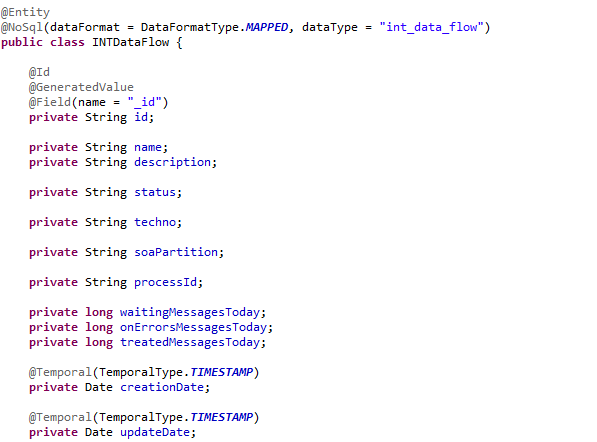 @Entity
@NoSql(dataFormat = DataFormatType.MAPPED, dataType = "int_data_flow")
public class INTDataFlow {
@Id
@GeneratedValue
@Field(name = "_id")
private String id;
private String name;
private String description;
private String status;
private String techno;
private String soaPartition;
private String processId;
private long waitingMessagesToday;
private long onErrorsMessagesToday;
private long treatedMessagesToday;
@Temporal(TemporalType.TIMESTAMP)
private Date creationDate;
@Temporal(TemporalType.TIMESTAMP)
private Date updateDate;